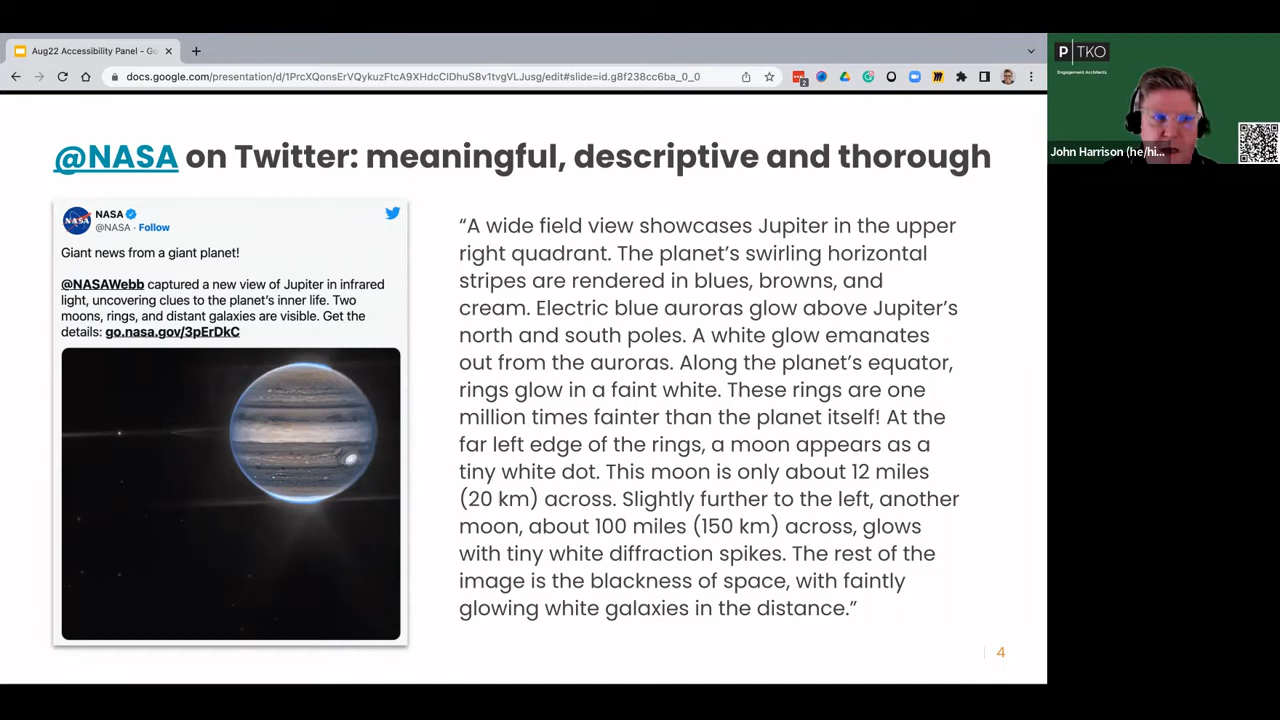 Aug22 Accessibility Panel - Go
docs.google.com/presentation/d/1PrcXQonsErVQykuzFtus9XHdcCIDhuS8v1tvgVLJusg/edit#slide=id.g8f238cc6ba_0_0
2
P TKO
Engagement Architects
John Harrison (he/hi...
@NASA on Twitter: meaningful, descriptive and thorough
NASA
NASA
@NASA · Follow
Giant news from a giant planet!
@NASAWebb captured a new view of Jupiter in infrared
light, uncovering clues to the planet's inner life. Two
moons, rings, and distant galaxies are visible. Get the
details: go.nasa.gov/3pErDkC
“A wide field view showcases Jupiter in the upper
right quadrant. The planet’s swirling horizontal
stripes are rendered in blues, browns, and
cream. Electric blue auroras glow above Jupiter’s
north and south poles. A white glow emanates
out from the auroras. Along the planet’s equator,
rings glow in a faint white. These rings are one
million times fainter than the planet itself! At the
far left edge of the rings, a moon appears as a
tiny white dot. This moon is only about 12 miles
(20 km) across. Slightly further to the left, another
moon, about 100 miles (150 km) across, glows
with tiny white diffraction spikes. The rest of the
image is the blackness of space, with faintly
glowing white galaxies in the distance.”
4